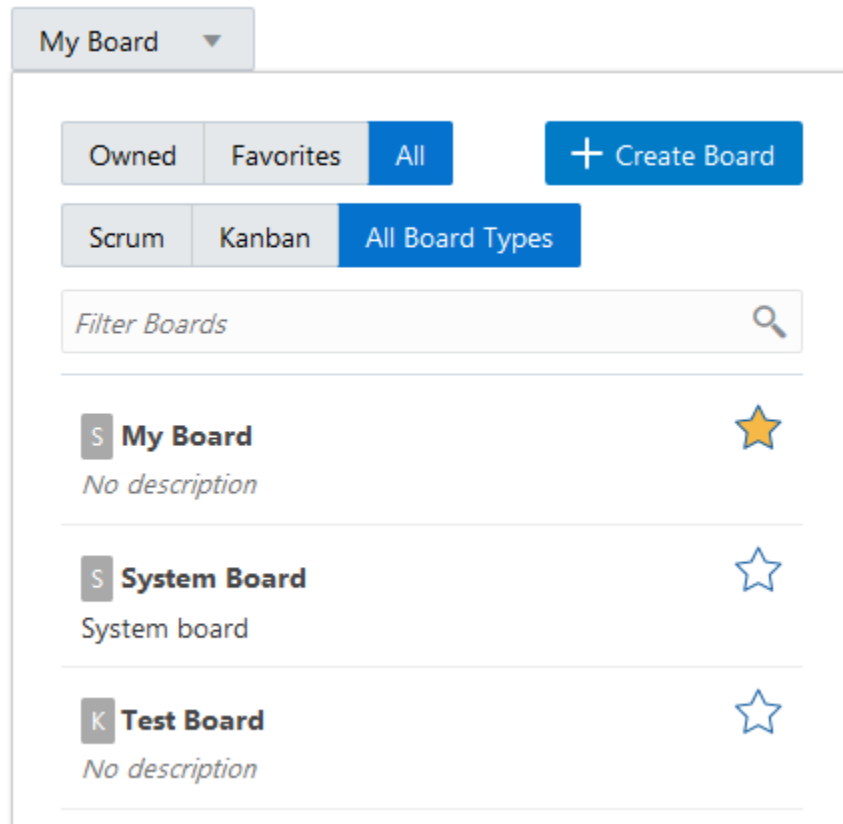 My Board
Owned Favorites All + Create Board
Scrum Kanban All Board Types
Filter Boards
S My Board
No description
S System Board
System board
K Test Board
No description